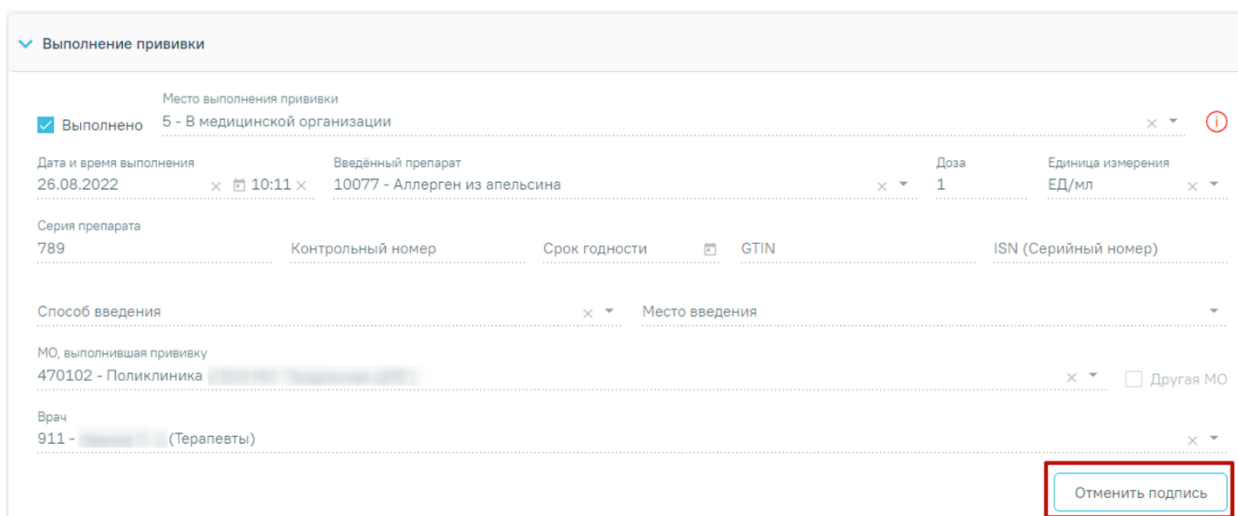 Выполнение прививки
Место выполнения прививки
Выполнено 5 - В медицинской организации
Дата и время выполнения Введённый препарат Доза Единица измерения
26.08.2022 10:11 10077 - Аллерген из апельсина 1 ЕД/мл
Серия препарата
789 Контрольный номер Срок годности GTIN ISN (Серийный номер)
Способ введения Место введения
МО, выполнившая прививку
470102 - Поликлиника Другая МО
Врач
911 - (Терапевты)
Отменить подпись